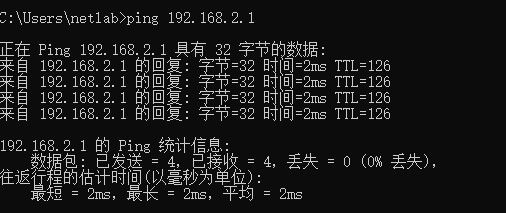 C:\Users\netlab>ping 192.168.2.1
正在 Ping 192.168.2.1 具有 32 字节的数据:
来自 192.168.2.1 的回复: 字节=32 时间=2ms TTL=126
来自 192.168.2.1 的回复: 字节=32 时间=2ms TTL=126
来自 192.168.2.1 的回复: 字节=32 时间=2ms TTL=126
来自 192.168.2.1 的回复: 字节=32 时间=2ms TTL=126
192.168.2.1 的 Ping 统计信息:
数据包: 已发送 = 4, 已接收 = 4, 丢失 = 0 (0% 丢失),
往返行程的估计时间(以毫秒为单位):
最短 = 2ms, 最长 = 2ms, 平均 = 2ms